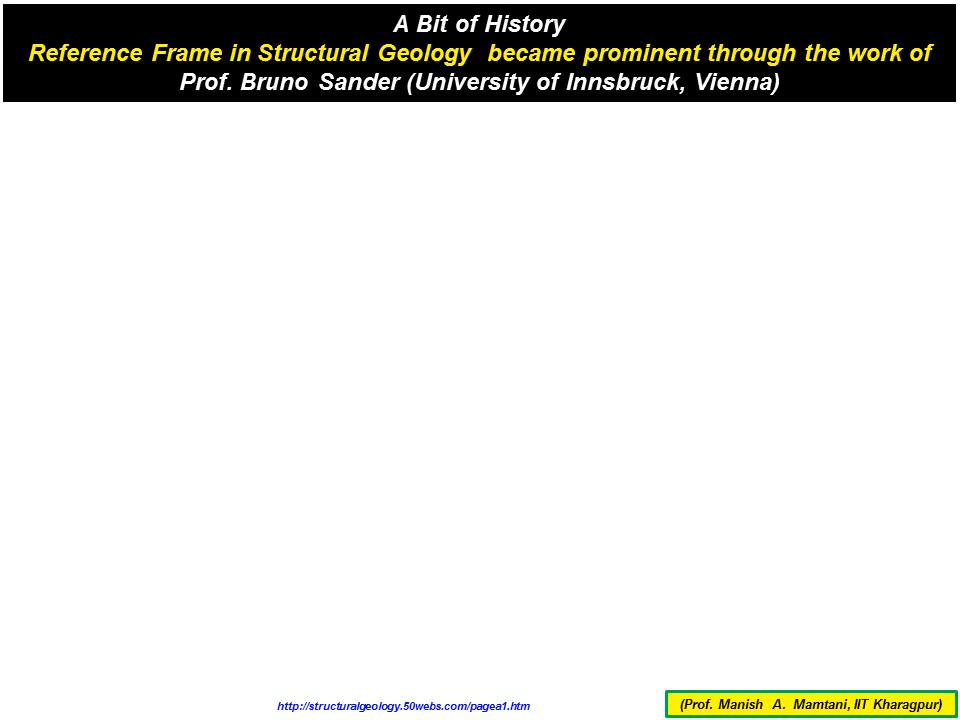 A Bit of History
Reference Frame in Structural Geology became prominent through the work of
Prof. Bruno Sander (University of Innsbruck, Vienna)
http://structuralgeology.50webs.com/pagea1.htm
(Prof. Manish A. Mamtani, IIT Kharagpur)